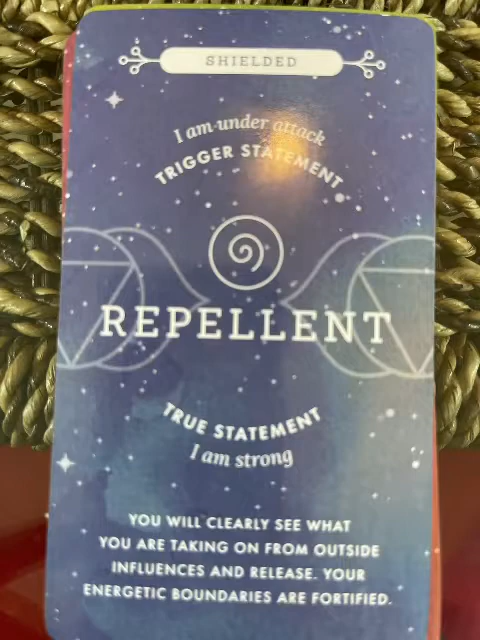 SHIELDED
I am under attack
TRIGGER STATEMENT
REPELLENT
TRUE STATEMENT
I am strong
YOU WILL CLEARLY SEE WHAT
YOU ARE TAKING ON FROM OUTSIDE
INFLUENCES AND RELEASE. YOUR
ENERGETIC BOUNDARIES ARE FORTIFIED.